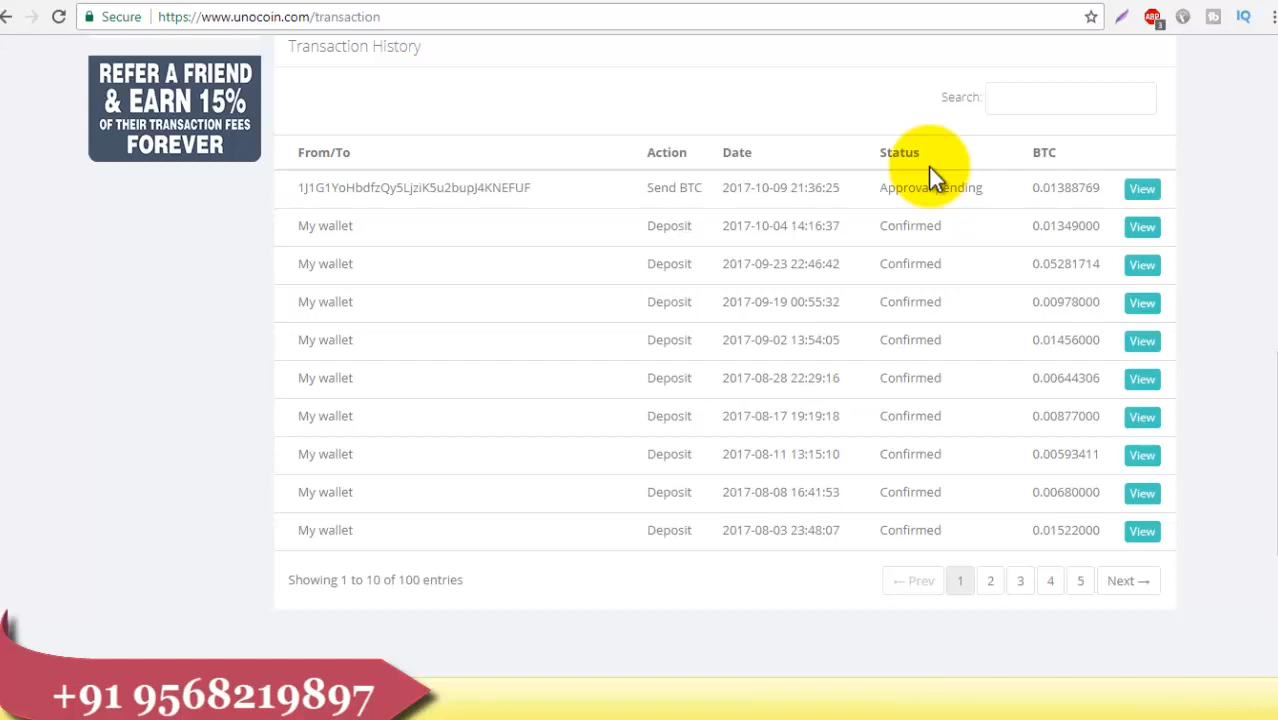 Secure https://www.unocoin.com/transaction
ABP
3
IQ
Transaction History
REFER A FRIEND
& EARN 15%
OF THEIR TRANSACTION FEES
FOREVER
Search:
From/To Action Date Status BTC
1J1G1YoHbdfzQy5LjziK5u2bupJ4KNEFUF Send BTC 2017-10-09 21:36:25 Approval pending 0.01388769 View
My wallet Deposit 2017-10-04 14:16:37 Confirmed 0.01349000 View
My wallet Deposit 2017-09-23 22:46:42 Confirmed 0.05281714 View
My wallet Deposit 2017-09-19 00:55:32 Confirmed 0.00978000 View
My wallet Deposit 2017-09-02 13:54:05 Confirmed 0.01456000 View
My wallet Deposit 2017-08-28 22:29:16 Confirmed 0.00644306 View
My wallet Deposit 2017-08-17 19:19:18 Confirmed 0.00877000 View
My wallet Deposit 2017-08-11 13:15:10 Confirmed 0.00593411 View
My wallet Deposit 2017-08-08 16:41:53 Confirmed 0.00680000 View
My wallet Deposit 2017-08-03 23:48:07 Confirmed 0.01522000 View
Showing 1 to 10 of 100 entries ← Prev 1 2 3 4 5 Next →
+91 9568219897